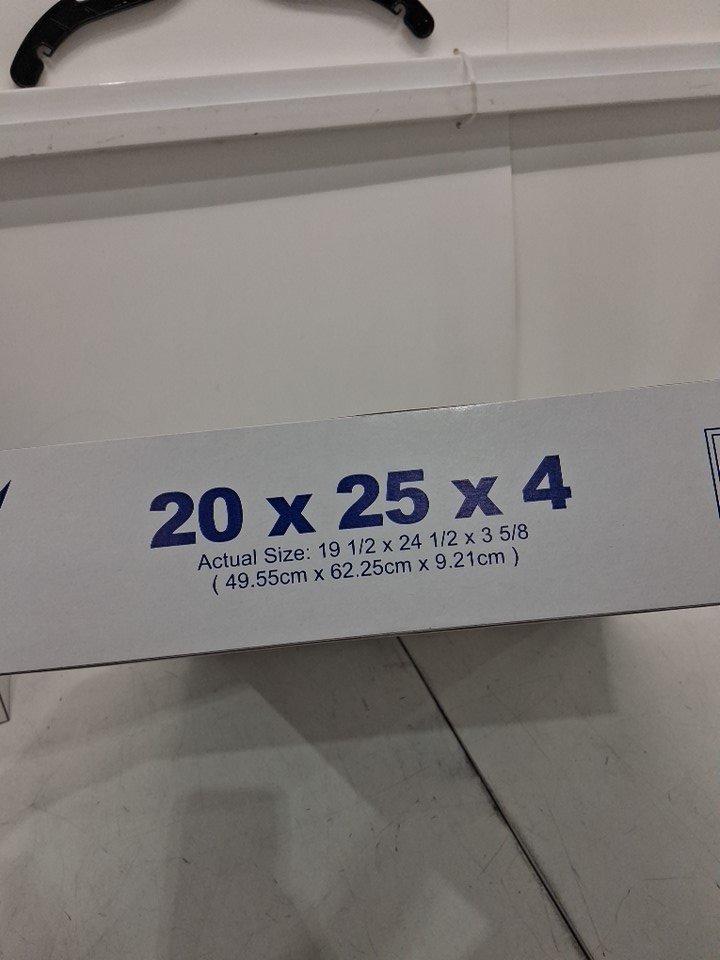 20 x 25 x 4
Actual Size: 19 1/2 x 24 1/2 x 3 5/8
( 49.55cm x 62.25cm x 9.21cm )